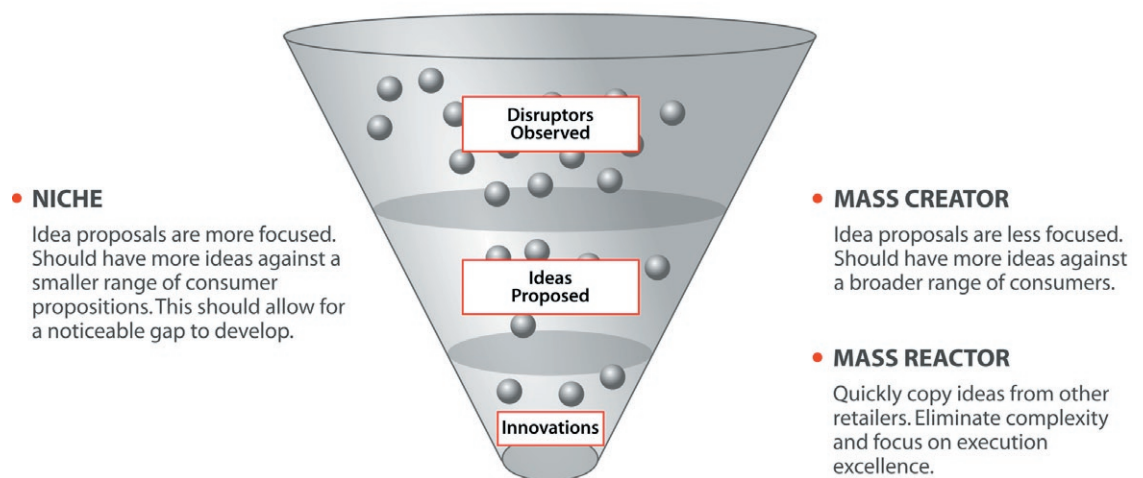 Disruptors
Observed
• NICHE
Idea proposals are more focused.
Should have more ideas against a
smaller range of consumer
propositions. This should allow for
a noticeable gap to develop.
Ideas
Proposed
Innovations
• MASS CREATOR
Idea proposals are less focused.
Should have more ideas against
a broader range of consumers.
• MASS REACTOR
Quickly copy ideas from other
retailers. Eliminate complexity
and focus on execution
excellence.